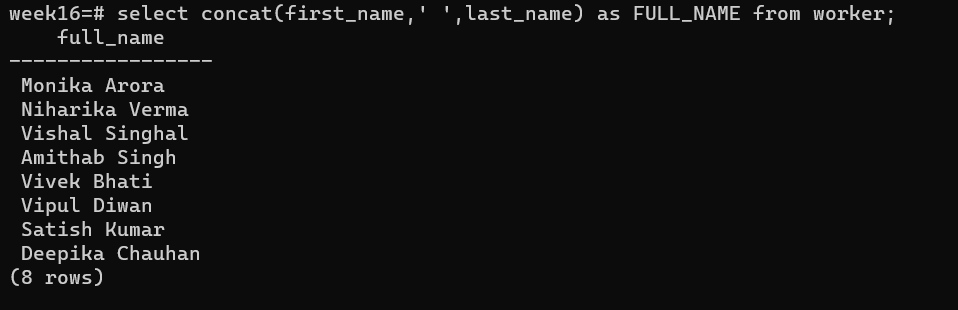 week16=# select concat(first_name,' ',last_name) as FULL_NAME from worker;
full_name
-----------------
Monika Arora
Niharika Verma
Vishal Singhal
Amithab Singh
Vivek Bhati
Vipul Diwan
Satish Kumar
Deepika Chauhan
(8 rows)